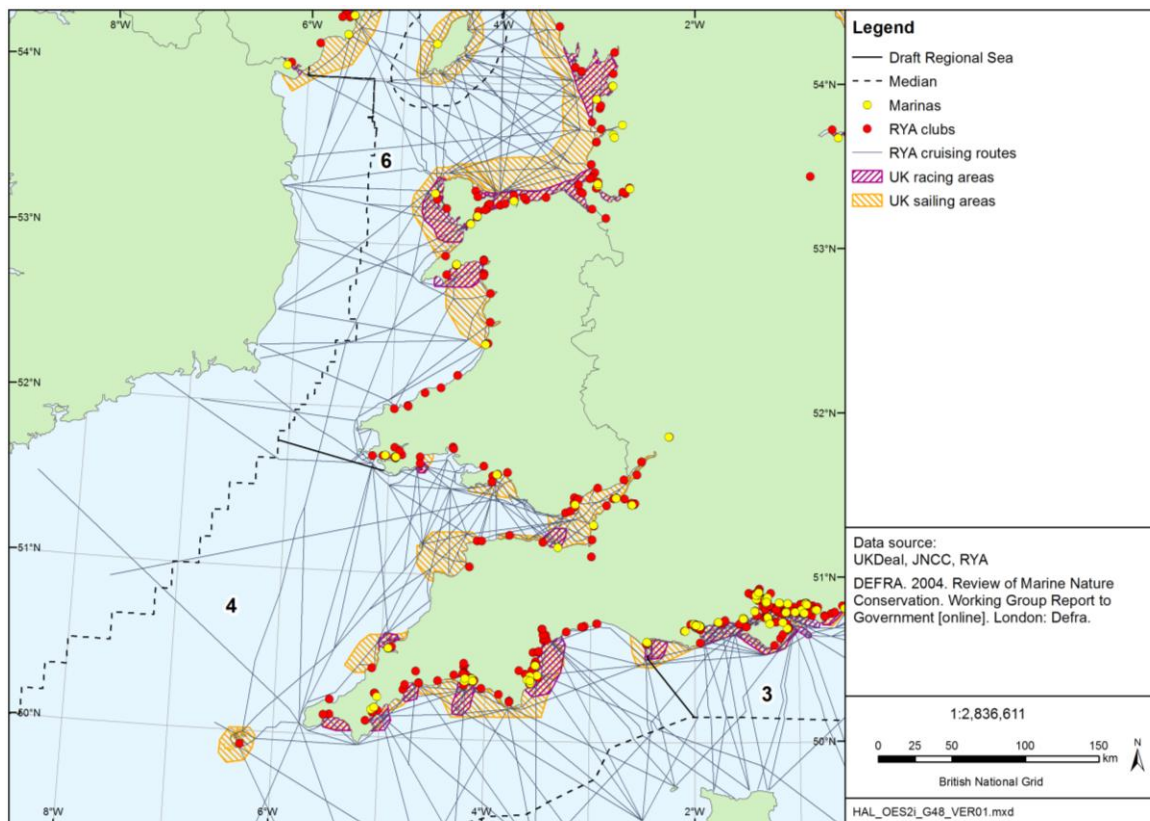 8°W 6°W 4°W 2°W
54°N
54°N
53°N
53°N
52°N
52°N
51°N
51°N
50°N
50°N
8°W 6°W 4°W 2°W
6
4
3
Legend
Draft Regional Sea
Median
Marinas
RYA clubs
RYA cruising routes
UK racing areas
UK sailing areas
Data source:
UKDeal, JNCC, RYA
DEFRA. 2004. Review of Marine Nature
Conservation. Working Group Report to
Government [online]. London: Defra.
1:2,836,611
N
0 25 50 100 150
km
British National Grid
HAL_OES2i_G48_VER01.mxd